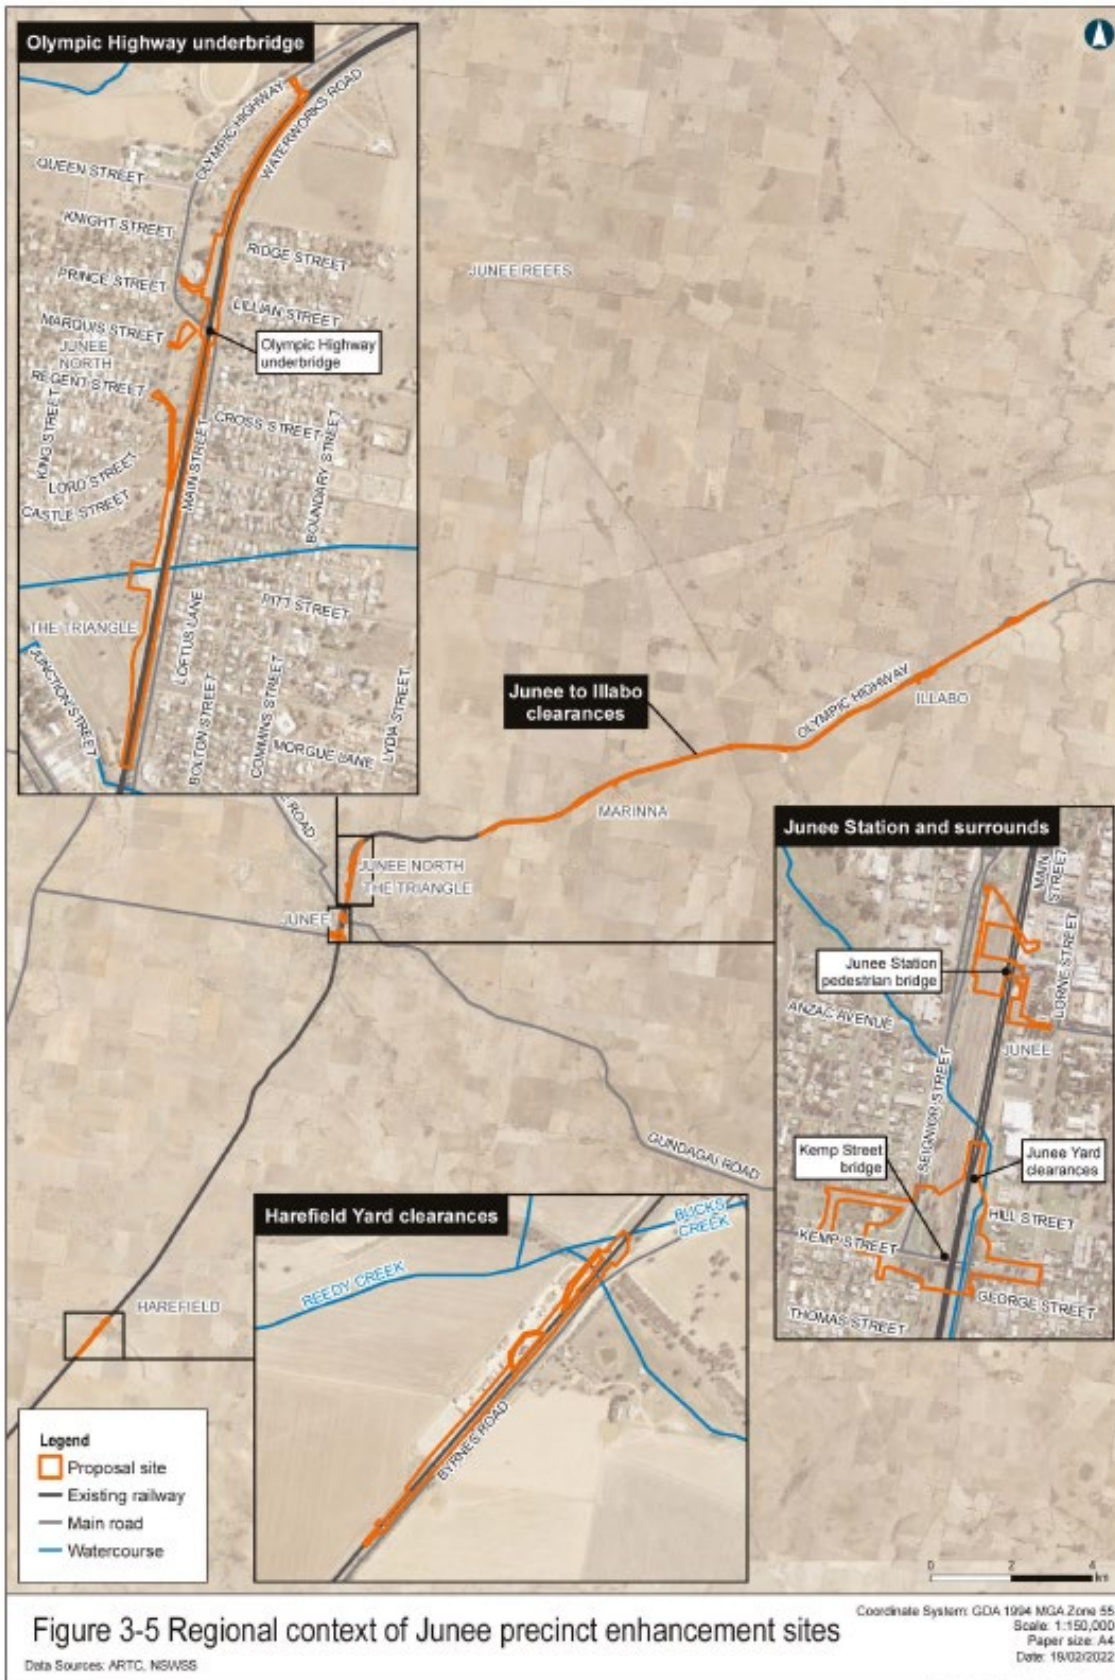 Olympic Highway underbridge
OLYMPIC HIGHWAY
WATERWORKS ROAD
QUEEN STREET
KNIGHT STREET
RIDGE STREET
PRINCE STREET
LILLIAN STREET
MARQUIS STREET
JUNEE
NORTH
Olympic Highway
underbridge
REGENT STREET
KING STREET
CROSS STREET
MAIN STREET
BOUNDARY STREET
LORD STREET
CASTLE STREET
PITT STREET
LOFTUS LANE
THE TRIANGLE
JUNCTION STREET
BOLTON STREET
COMMINS STREET
MORGUE LANE
LYDIA STREET
JUNEE REEFS
Junee to Illabo
clearances
OLYMPIC HIGHWAY
ILLABO
MARINNA
ROAD
JUNEE NORTH
THE TRIANGLE
JUNEE
GUNDAGAI ROAD
HAREFIELD
Junee Station and surrounds
MAIN
STREET
LORNE STREET
Junee Station
pedestrian bridge
ANZAC AVENUE
JUNEE
SEIGNIOR STREET
Kemp Street
bridge
Junee Yard
clearances
HILL STREET
KEMP STREET
GEORGE STREET
THOMAS STREET
Harefield Yard clearances
BUCKS
CREEK
REEDY CREEK
BYRNES ROAD
Legend
Proposal site
Existing railway
Main road
Watercourse
0 2 4
km
Figure 3-5 Regional context of Junee precinct enhancement sites
Data Sources: ARTC, NSWSS
Coordinate System: GDA 1994 MGA Zone 55
Scale: 1:150,000
Paper size: A4
Date: 19/02/2022